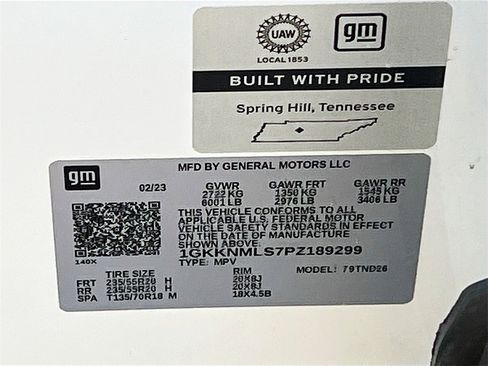 UAW
gm
LOCAL 1853
BUILT WITH PRIDE
Spring Hill, Tennessee
gm
MFD BY GENERAL MOTORS LLC
02/23 GVWR GAWR FRT GAWR RR
2722 KG 1350 KG 1545 KG
6001 LB 2976 LB 3406 LB
THIS VEHICLE CONFORMS TO ALL
APPLICABLE U.S. FEDERAL MOTOR
VEHICLE SAFETY STANDARDS IN EFFECT
ON THE DATE OF MANUFACTURE
1GKKNMLS7PZ189299
140X TYPE: MPV MODEL: 79TND26
TIRE SIZE RIM
FRT 235/55R20 H 20X8J
RR 235/55R20 H 20X8J
SPA T135/70R18 M 18X4.5B